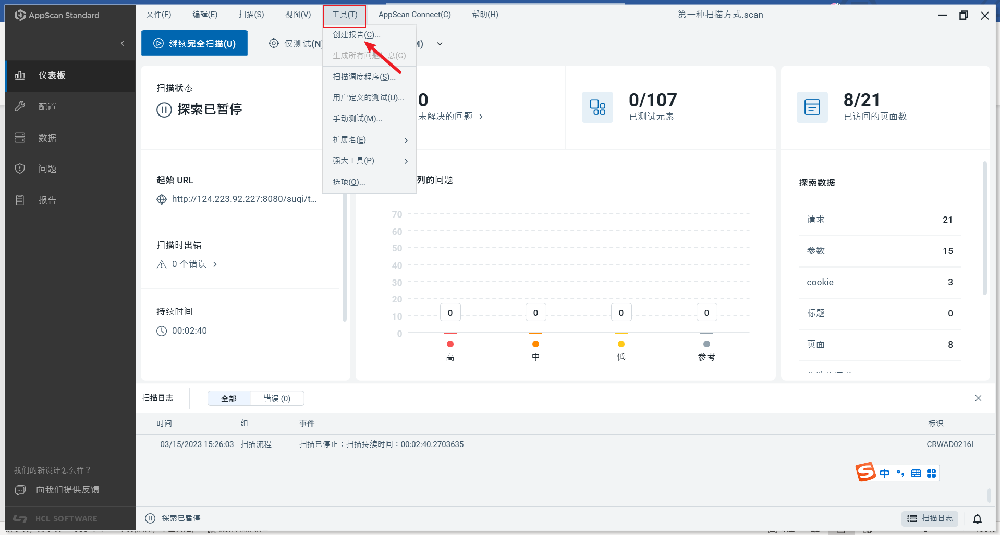 AppScan Standard
文件(F) 编辑(E) 扫描(S) 视图(V) 工具(T) AppScan Connect(C) 帮助(H) 第一种扫描方式.scan
继续完全扫描(U) 仅测试(N) M)
创建报告(C)...
生成所有问题信息(G)
扫描调度程序(S)...
用户定义的测试(U)...
手动测试(M)...
扩展名(E)
强大工具(P)
选项(O)...
仪表板
配置
数据
问题
报告
我们的新设计怎么样？
向我们提供反馈
HCL SOFTWARE
扫描状态
探索已暂停
0
未解决的问题
0/107
已测试元素
8/21
已访问的页面数
起始 URL
http://124.223.92.227:8080/suqi/t...
扫描时出错
0 个错误
持续时间
00:02:40
列的问题
70
60
50
40
30
20
10
0
0 0 0 0
高 中 低 参考
探索数据
请求 21
参数 15
cookie 3
标题 0
页面 8
扫描日志 全部 错误 (0)
时间 组 事件 标识
03/15/2023 15:26:03 扫描流程 扫描已停止；扫描持续时间：00:02:40.2703635 CRWAD0216I
S 中
探索已暂停 扫描日志